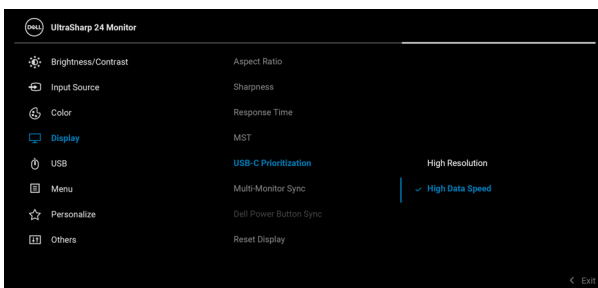 DELL UltraSharp 24 Monitor
Brightness/Contrast
Input Source
Color
Display
USB
Menu
Personalize
Others
Aspect Ratio
Sharpness
Response Time
MST
USB-C Prioritization
Multi-Monitor Sync
Dell Power Button Sync
Reset Display
High Resolution
High Data Speed
Exit